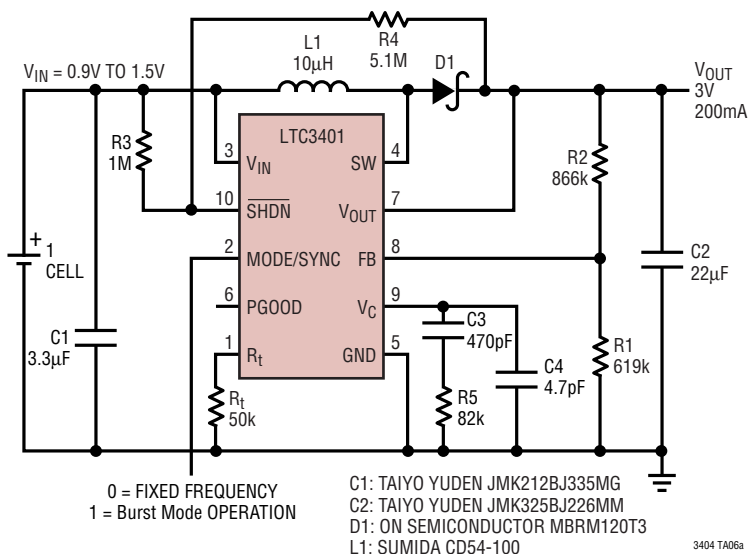 R4
5.1M
L1
10μH
D1
V_IN = 0.9V TO 1.5V
V_OUT
3V
200mA
R3
1M
LTC3401
3
V_IN
SW
4
R2
866k
10
SHDN
V_OUT
7
+
1
CELL
2
MODE/SYNC
FB
8
C2
22μF
6
PGOOD
V_C
9
C1
3.3μF
C3
470pF
R1
619k
1
R_t
GND
5
C4
4.7pF
R_t
50k
R5
82k
0 = FIXED FREQUENCY
1 = Burst Mode OPERATION
C1: TAIYO YUDEN JMK212BJ335MG
C2: TAIYO YUDEN JMK325BJ226MM
D1: ON SEMICONDUCTOR MBRM120T3
L1: SUMIDA CD54-100
3404 TA06a